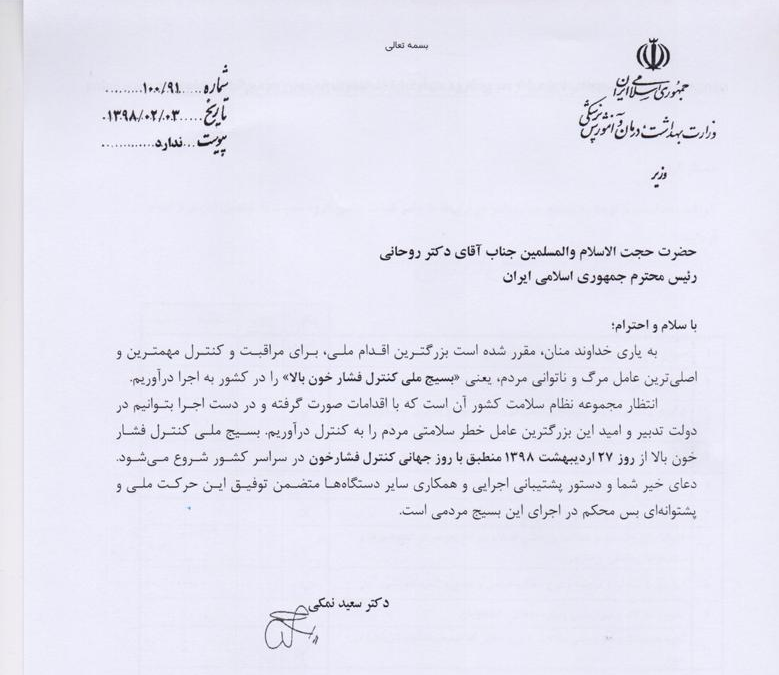 بسمه تعالی
جمهوری اسلامی ایران
وزارت بهداشت، درمان و آموزش پزشکی
وزیر
شماره.....۱۰۰/۹۱........
تاریخ.....۱۳۹۸/۰۲/۰۳.
پیوست...ندارد............
حضرت حجت الاسلام والمسلمین جناب آقای دکتر روحانی
رئیس محترم جمهوری اسلامی ایران
با سلام و احترام؛
به یاری خداوند منان، مقرر شده است بزرگترین اقدام ملی، برای مراقبت و کنترل مهمترین و
اصلی‌ترین عامل مرگ و ناتوانی مردم، یعنی «بسیج ملی کنترل فشار خون بالا» را در کشور به اجرا درآوریم.
انتظار مجموعه نظام سلامت کشور آن است که با اقدامات صورت گرفته و در دست اجرا بتوانیم در
دولت تدبیر و امید این بزرگترین عامل خطر سلامتی مردم را به کنترل درآوریم. بسیج ملی کنترل فشار
خون بالا از روز ۲۷ اردیبهشت ۱۳۹۸ منطبق با روز جهانی کنترل فشارخون در سراسر کشور شروع می‌شود.
دعای خیر شما و دستور پشتیبانی اجرایی و همکاری سایر دستگاه‌ها متضمن توفیق این حرکت ملی و
پشتوانه‌ای بس محکم در اجرای این بسیج مردمی است.
دکتر سعید نمکی